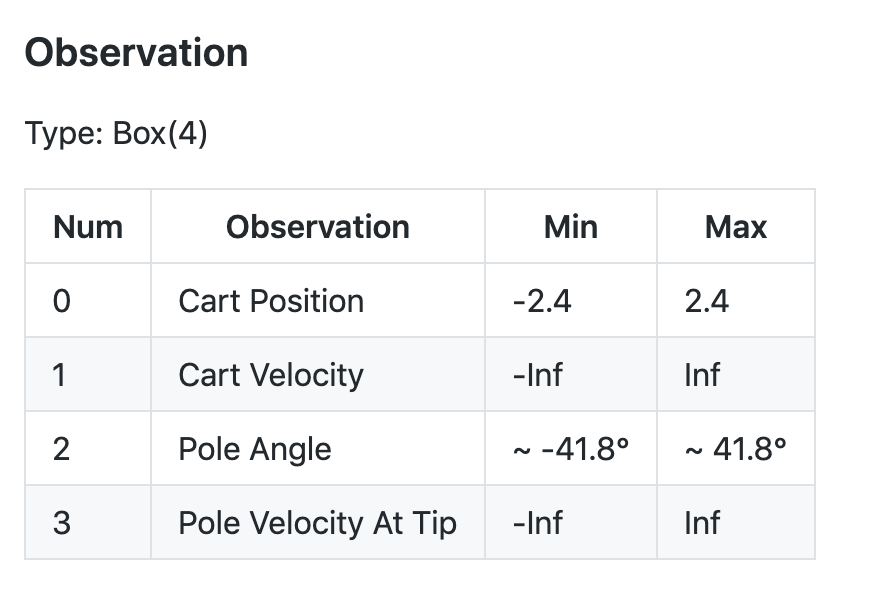 Observation
Type: Box(4)
Num Observation Min Max
0 Cart Position -2.4 2.4
1 Cart Velocity -Inf Inf
2 Pole Angle ~ -41.8° ~ 41.8°
3 Pole Velocity At Tip -Inf Inf